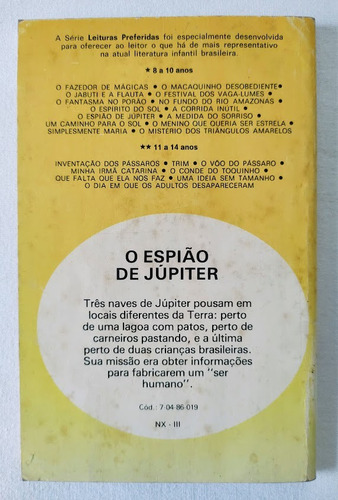 A Série Leituras Preferidas foi especialmente desenvolvida
para oferecer ao leitor o que há de mais representativo
na atual literatura infantil brasileira.
★ 8 a 10 anos
O FAZEDOR DE MÁGICAS ● O MACAQUINHO DESOBEDIENTE ●
O JABUTI E A FLAUTA ● O FESTIVAL DOS VAGA-LUMES ●
O FANTASMA NO PORÃO ● NO FUNDO DO RIO AMAZONAS ●
O ESPIRITO DO SOL ● A CORRIDA INÚTIL ●
O ESPIÃO DE JÚPITER ● A MEDIDA DO SORRISO ●
UM CAMINHO PARA O SOL ● O MENINO QUE QUERIA SER ESTRELA ●
SIMPLESMENTE MARIA ● O MISTERIO DOS TRIÂNGULOS AMARELOS
★★ 11 a 14 anos
INVENTAÇÃO DOS PÁSSAROS ● TRIM ● O VÔO DO PÁSSARO ●
MINHA IRMÃ CATARINA ● O CONDE DO TOQUINHO ●
QUE FALTA QUE ELA NOS FAZ ● UMA IDEIA SEM TAMANHO ●
O DIA EM QUE OS ADULTOS DESAPARECERAM
O ESPIÃO
DE JÚPITER
Três naves de Júpiter pousam em
locais diferentes da Terra: perto
de uma lagoa com patos, perto de
carneiros pastando, e a última
perto de duas crianças brasileiras.
Sua missão era obter informações
para fabricarem um "ser
humano".
Cód.: 7-04-86-019
NX - III